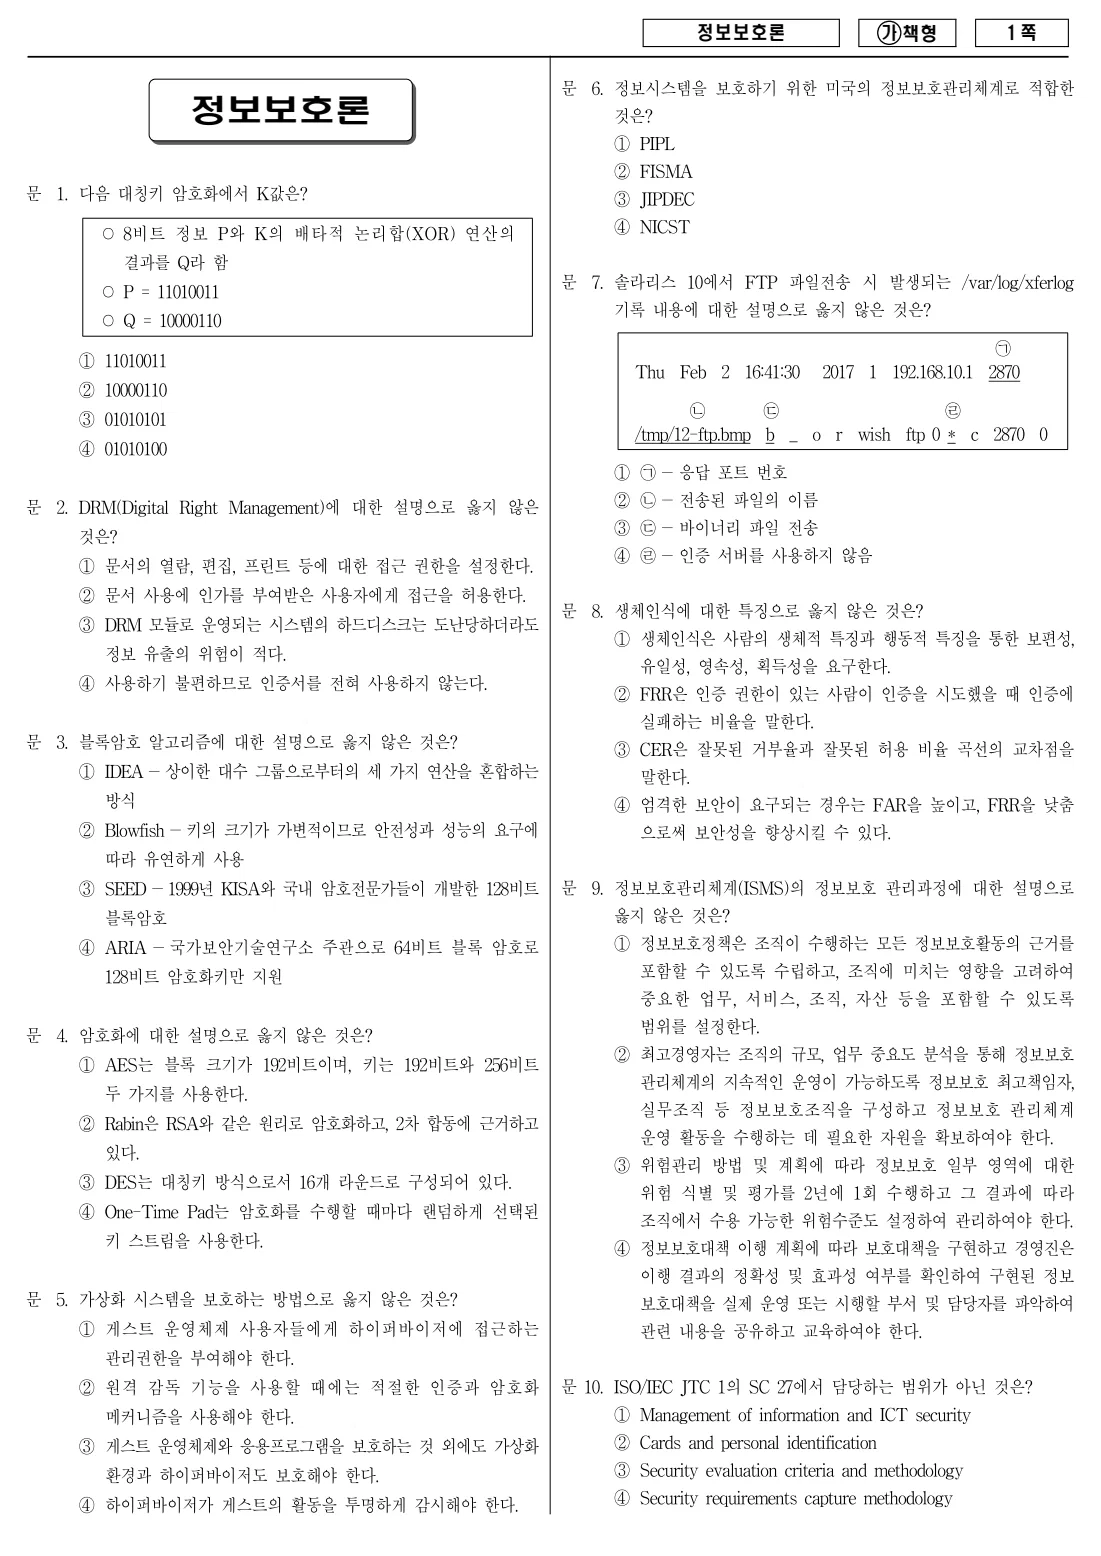 정보보호론
㉮책형
1 쪽
정보보호론
문 1. 다음 대칭키 암호화에서 K값은?
○ 8비트 정보 P와 K의 배타적 논리합(XOR) 연산의
결과를 Q라 함
○ P = 11010011
○ Q = 10000110
① 11010011
② 10000110
③ 01010101
④ 01010100
문 2. DRM(Digital Right Management)에 대한 설명으로 옳지 않은
것은?
① 문서의 열람, 편집, 프린트 등에 대한 접근 권한을 설정한다.
② 문서 사용에 인가를 부여받은 사용자에게 접근을 허용한다.
③ DRM 모듈로 운영되는 시스템의 하드디스크는 도난당하더라도
정보 유출의 위험이 적다.
④ 사용하기 불편하므로 인증서를 전혀 사용하지 않는다.
문 3. 블록암호 알고리즘에 대한 설명으로 옳지 않은 것은?
① IDEA – 상이한 대수 그룹으로부터의 세 가지 연산을 혼합하는
방식
② Blowfish – 키의 크기가 가변적이므로 안전성과 성능의 요구에
따라 유연하게 사용
③ SEED – 1999년 KISA와 국내 암호전문가들이 개발한 128비트
블록암호
④ ARIA – 국가보안기술연구소 주관으로 64비트 블록 암호로
128비트 암호화키만 지원
문 4. 암호화에 대한 설명으로 옳지 않은 것은?
① AES는 블록 크기가 192비트이며, 키는 192비트와 256비트
두 가지를 사용한다.
② Rabin은 RSA와 같은 원리로 암호화하고, 2차 합동에 근거하고
있다.
③ DES는 대칭키 방식으로서 16개 라운드로 구성되어 있다.
④ One-Time Pad는 암호화를 수행할 때마다 랜덤하게 선택된
키 스트림을 사용한다.
문 5. 가상화 시스템을 보호하는 방법으로 옳지 않은 것은?
① 게스트 운영체제 사용자들에게 하이퍼바이저에 접근하는
관리권한을 부여해야 한다.
② 원격 감독 기능을 사용할 때에는 적절한 인증과 암호화
메커니즘을 사용해야 한다.
③ 게스트 운영체제와 응용프로그램을 보호하는 것 외에도 가상화
환경과 하이퍼바이저도 보호해야 한다.
④ 하이퍼바이저가 게스트의 활동을 투명하게 감시해야 한다.
문 6. 정보시스템을 보호하기 위한 미국의 정보보호관리체계로 적합한
것은?
① PIPL
② FISMA
③ JIPDEC
④ NICST
문 7. 솔라리스 10에서 FTP 파일전송 시 발생되는 /var/log/xferlog
기록 내용에 대한 설명으로 옳지 않은 것은?
㉠
Thu Feb 2 16:41:30 2017 1 192.168.10.1 2870
㉡ ㉢ ㉣
/tmp/12-ftp.bmp b _ o r wish ftp 0 * c 2870 0
① ㉠ – 응답 포트 번호
② ㉡ – 전송된 파일의 이름
③ ㉢ – 바이너리 파일 전송
④ ㉣ – 인증 서버를 사용하지 않음
문 8. 생체인식에 대한 특징으로 옳지 않은 것은?
① 생체인식은 사람의 생체적 특징과 행동적 특징을 통한 보편성,
유일성, 영속성, 획득성을 요구한다.
② FRR은 인증 권한이 있는 사람이 인증을 시도했을 때 인증에
실패하는 비율을 말한다.
③ CER은 잘못된 거부율과 잘못된 허용 비율 곡선의 교차점을
말한다.
④ 엄격한 보안이 요구되는 경우는 FAR을 높이고, FRR을 낮춤
으로써 보안성을 향상시킬 수 있다.
문 9. 정보보호관리체계(ISMS)의 정보보호 관리과정에 대한 설명으로
옳지 않은 것은?
① 정보보호정책은 조직이 수행하는 모든 정보보호활동의 근거를
포함할 수 있도록 수립하고, 조직에 미치는 영향을 고려하여
중요한 업무, 서비스, 조직, 자산 등을 포함할 수 있도록
범위를 설정한다.
② 최고경영자는 조직의 규모, 업무 중요도 분석을 통해 정보보호
관리체계의 지속적인 운영이 가능하도록 정보보호 최고책임자,
실무조직 등 정보보호조직을 구성하고 정보보호 관리체계
운영 활동을 수행하는 데 필요한 자원을 확보하여야 한다.
③ 위험관리 방법 및 계획에 따라 정보보호 일부 영역에 대한
위험 식별 및 평가를 2년에 1회 수행하고 그 결과에 따라
조직에서 수용 가능한 위험수준도 설정하여 관리하여야 한다.
④ 정보보호대책 이행 계획에 따라 보호대책을 구현하고 경영진은
이행 결과의 정확성 및 효과성 여부를 확인하여 구현된 정보
보호대책을 실제 운영 또는 시행할 부서 및 담당자를 파악하여
관련 내용을 공유하고 교육하여야 한다.
문 10. ISO/IEC JTC 1의 SC 27에서 담당하는 범위가 아닌 것은?
① Management of information and ICT security
② Cards and personal identification
③ Security evaluation criteria and methodology
④ Security requirements capture methodology